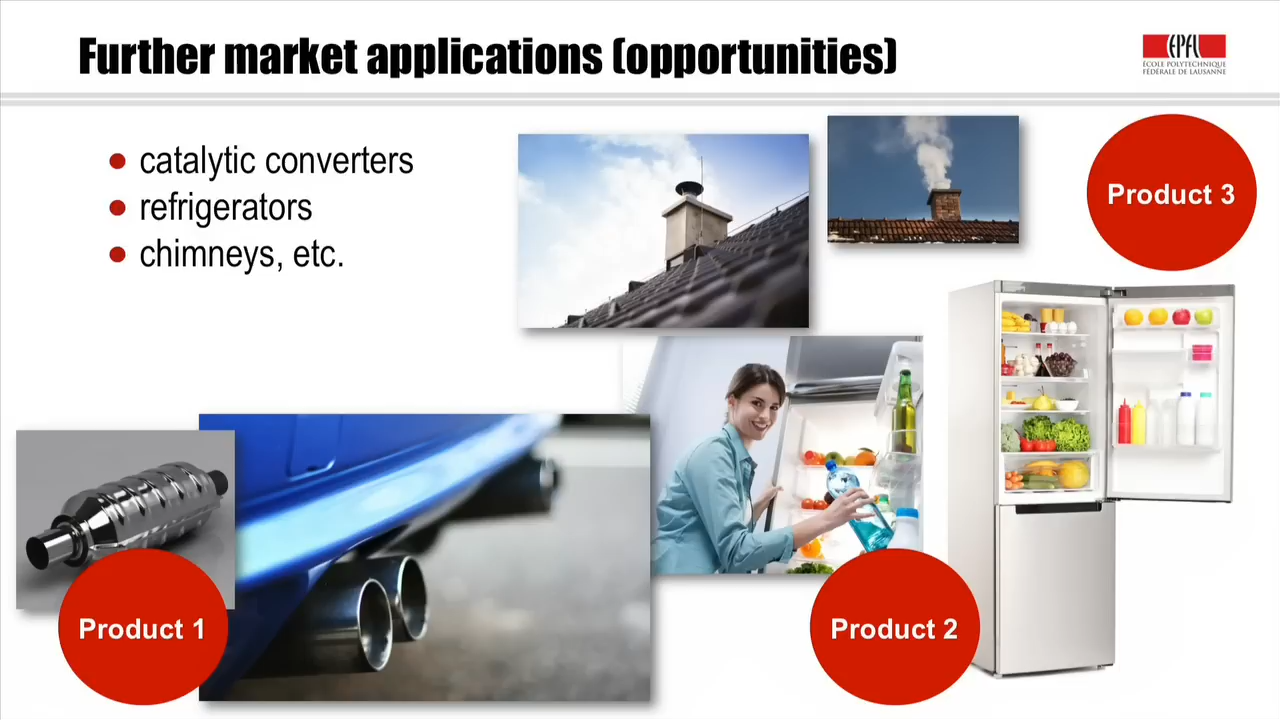 Further market applications (opportunities)
EPFL
ÉCOLE POLYTECHNIQUE
FÉDÉRALE DE LAUSANNE
catalytic converters
refrigerators
chimneys, etc.
Product 3
Product 1
Product 2